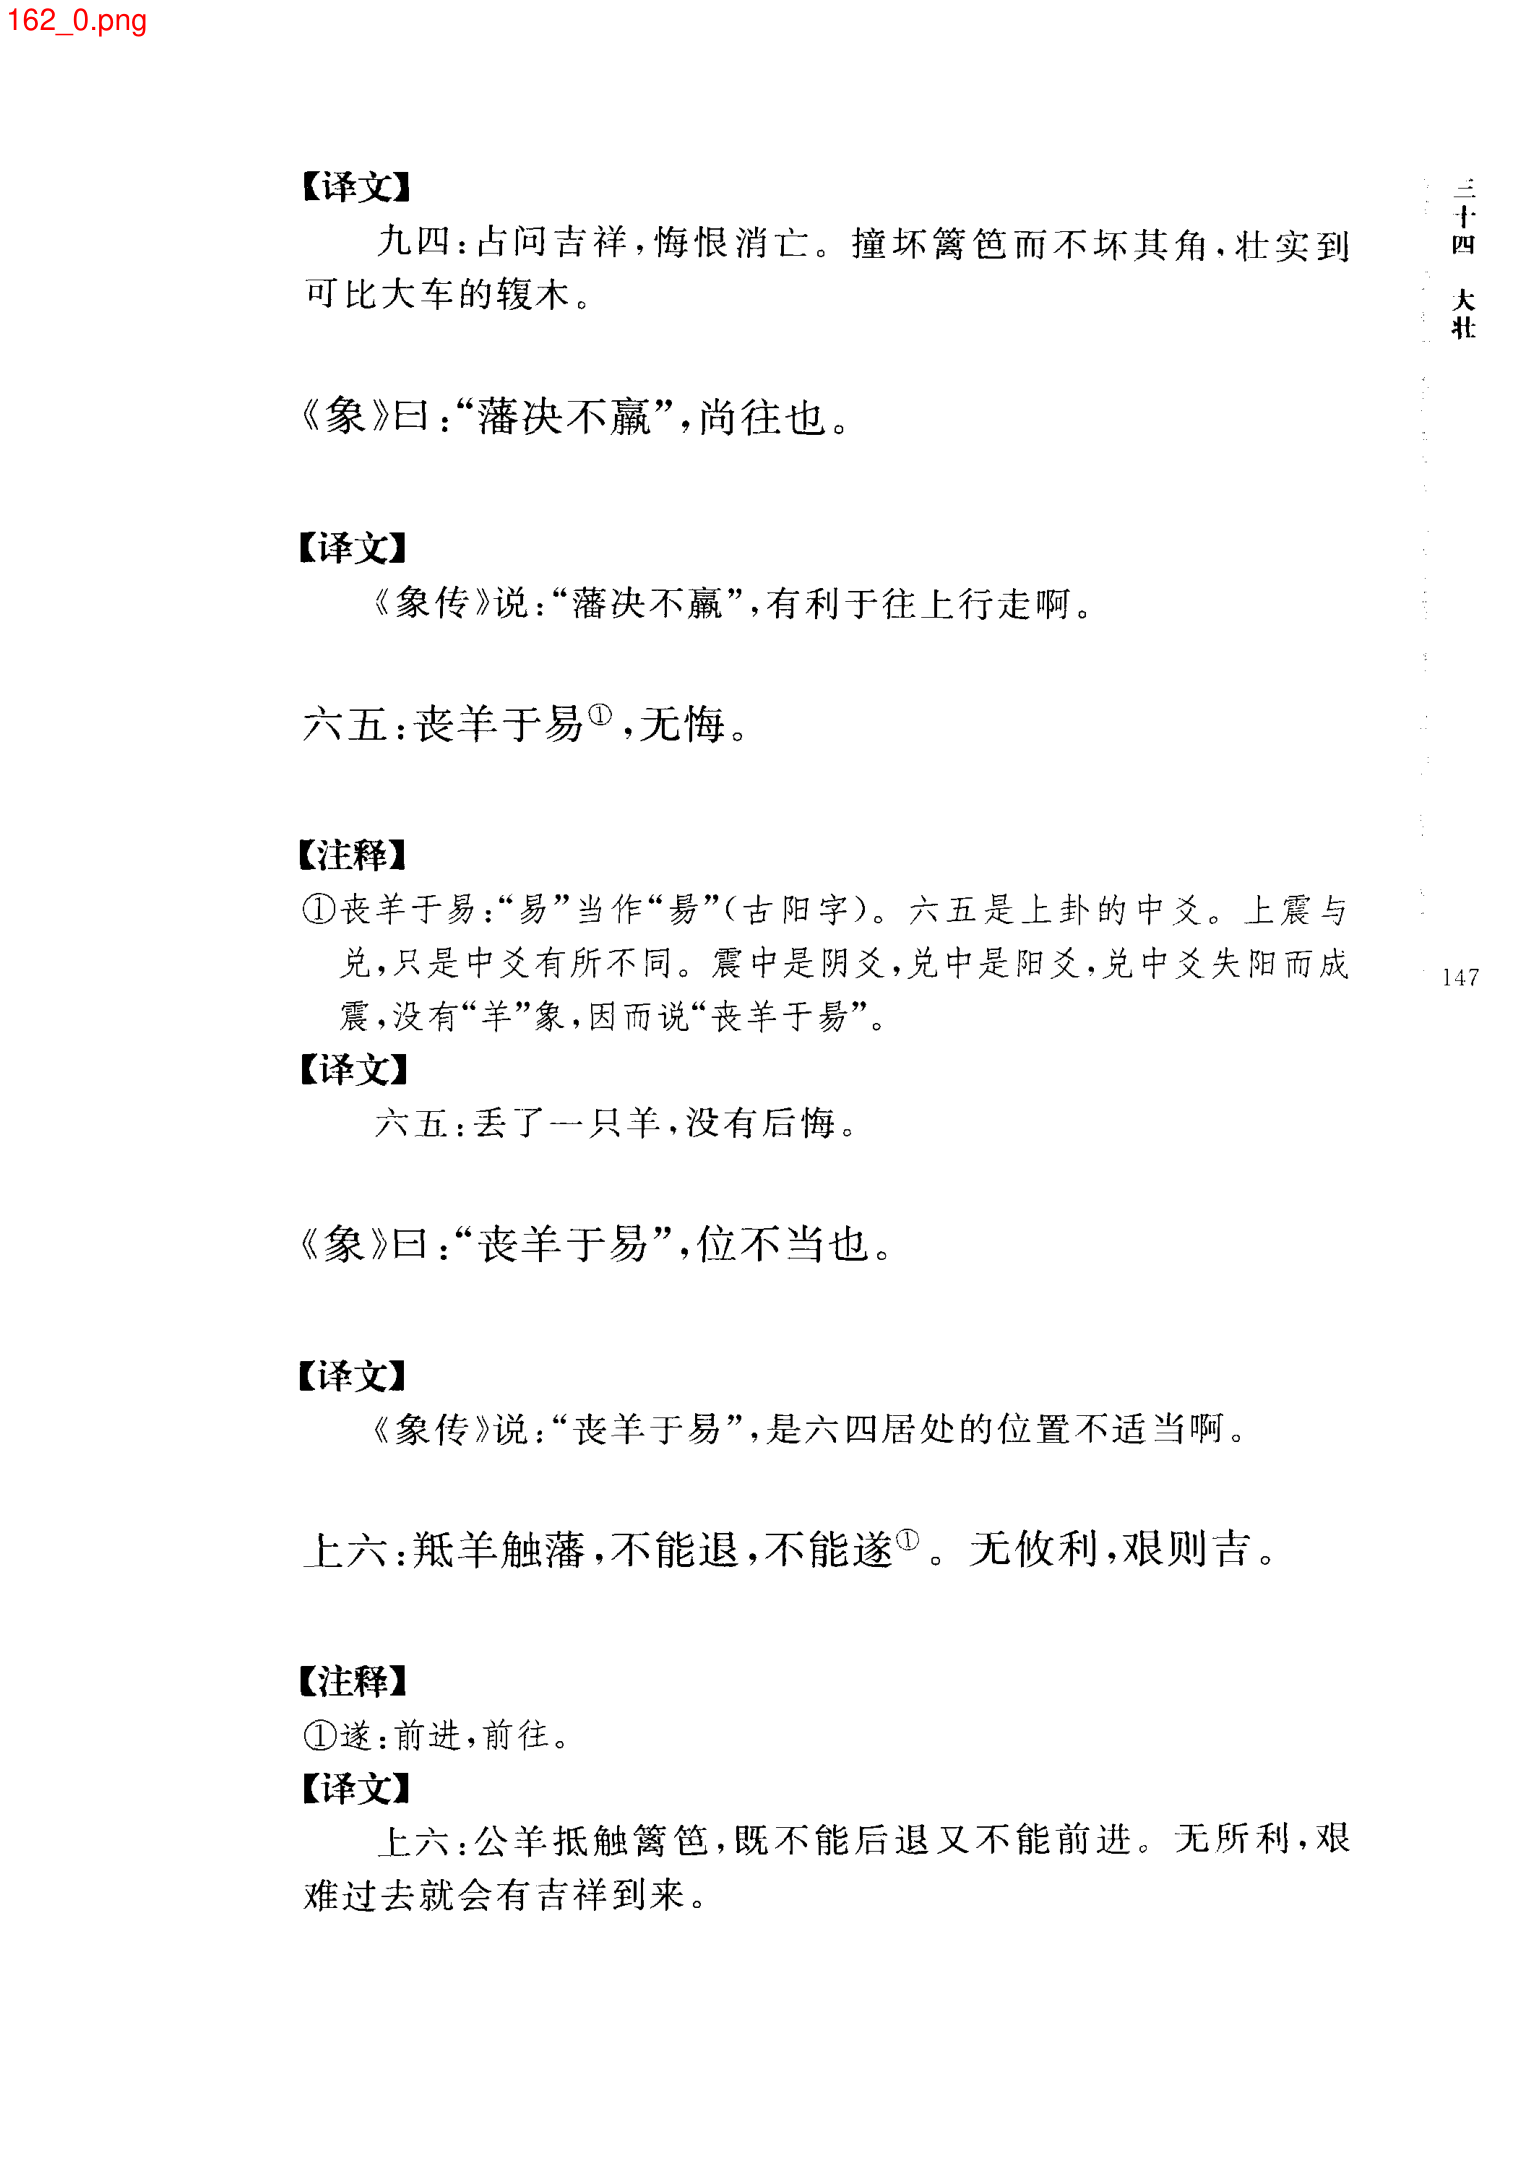 162_0.png
【译文】
九四：占问吉祥，悔恨消亡。撞坏篱笆而不坏其角，壮实到
可比大车的輹木。
《象》曰：“藩决不羸”，尚往也。
【译文】
《象传》说：“藩决不羸”，有利于往上行走啊。
六五：丧羊于易①，无悔。
【注释】
①丧羊于易：“易”当作“昜”（古阳字）。六五是上卦的中爻。上震与
兑，只是中爻有所不同。震中是阴爻，兑中是阳爻，兑中爻失阳而成
震，没有“羊”象，因而说“丧羊于昜”。
【译文】
六五：丢了一只羊，没有后悔。
《象》曰：“丧羊于易”，位不当也。
【译文】
《象传》说：“丧羊于易”，是六四居处的位置不适当啊。
上六：羝羊触藩，不能退，不能遂①。无攸利，艰则吉。
【注释】
①遂：前进，前往。
【译文】
上六：公羊抵触篱笆，既不能后退又不能前进。无所利，艰
难过去就会有吉祥到来。
三十四 大壮
147